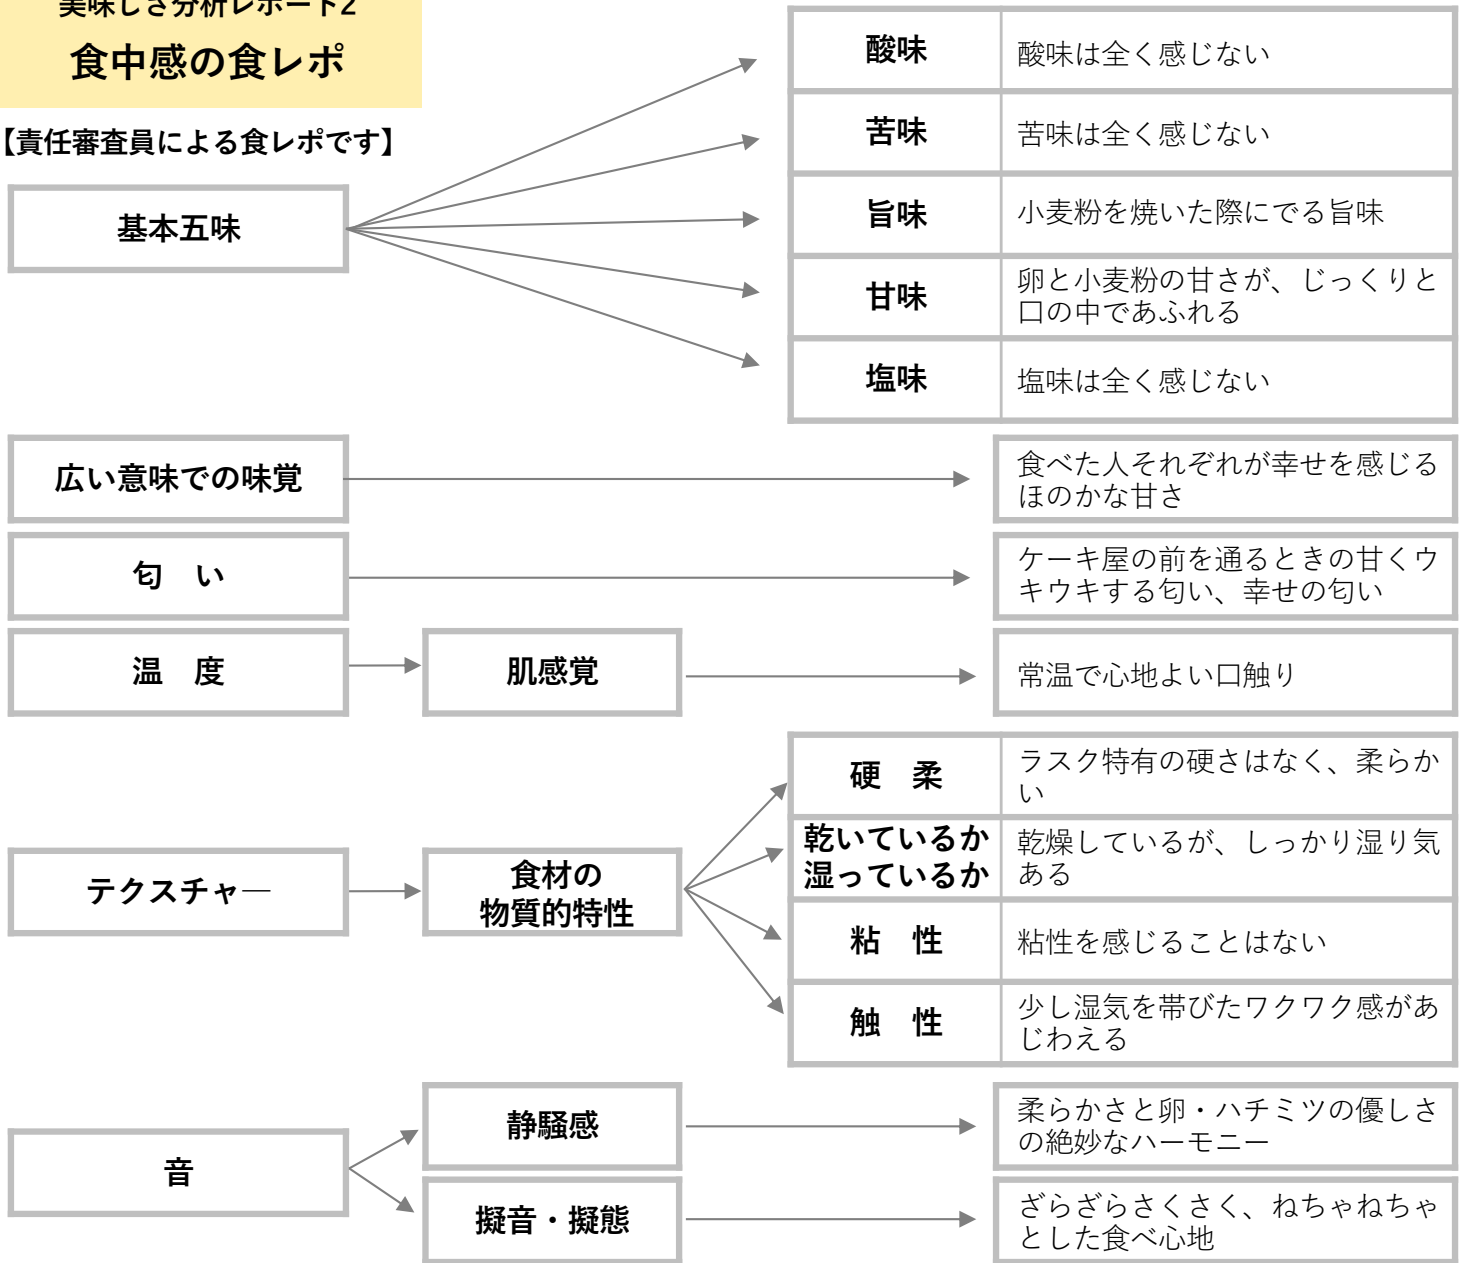 美味しさ分析レポート2
食中感の食レポ
【責任審査員による食レポです】
基本五味
酸味
酸味は全く感じない
苦味
苦味は全く感じない
旨味
小麦粉を焼いた際にでる旨味
甘味
卵と小麦粉の甘さが、じっくりと
口の中であふれる
塩味
塩味は全く感じない
広い意味での味覚
食べた人それぞれが幸せを感じる
ほのかな甘さ
匂　い
ケーキ屋の前を通るときの甘くウ
キウキする匂い、幸せの匂い
温　度
肌感覚
常温で心地よい口触り
テクスチャ―
食材の
物質的特性
硬　柔
ラスク特有の硬さはなく、柔らか
い
乾いているか
湿っているか
乾燥しているが、しっかり湿り気
ある
粘　性
粘性を感じることはない
触　性
少し湿気を帯びたワクワク感があ
じわえる
音
静騒感
柔らかさと卵・ハチミツの優しさ
の絶妙なハーモニー
擬音・擬態
ざらざらさくさく、ねちゃねちゃ
とした食べ心地